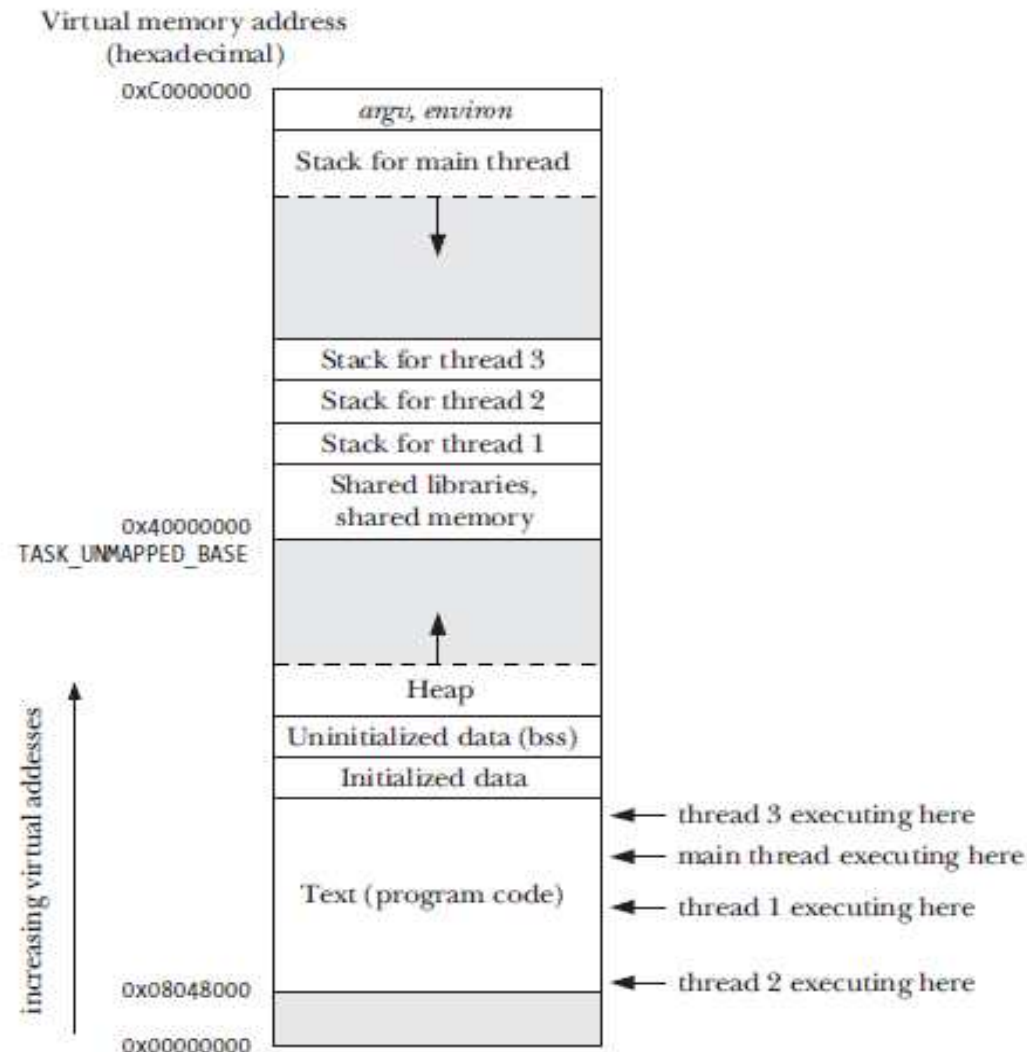 Virtual memory address
(hexadecimal)
0xC0000000
argv, environ
Stack for main thread
Stack for thread 3
Stack for thread 2
Stack for thread 1
Shared libraries,
shared memory
0x40000000
TASK_UNMAPPED_BASE
Heap
Uninitialized data (bss)
Initialized data
increasing virtual addesses
thread 3 executing here
main thread executing here
Text (program code)
thread 1 executing here
thread 2 executing here
0x08048000
0x00000000